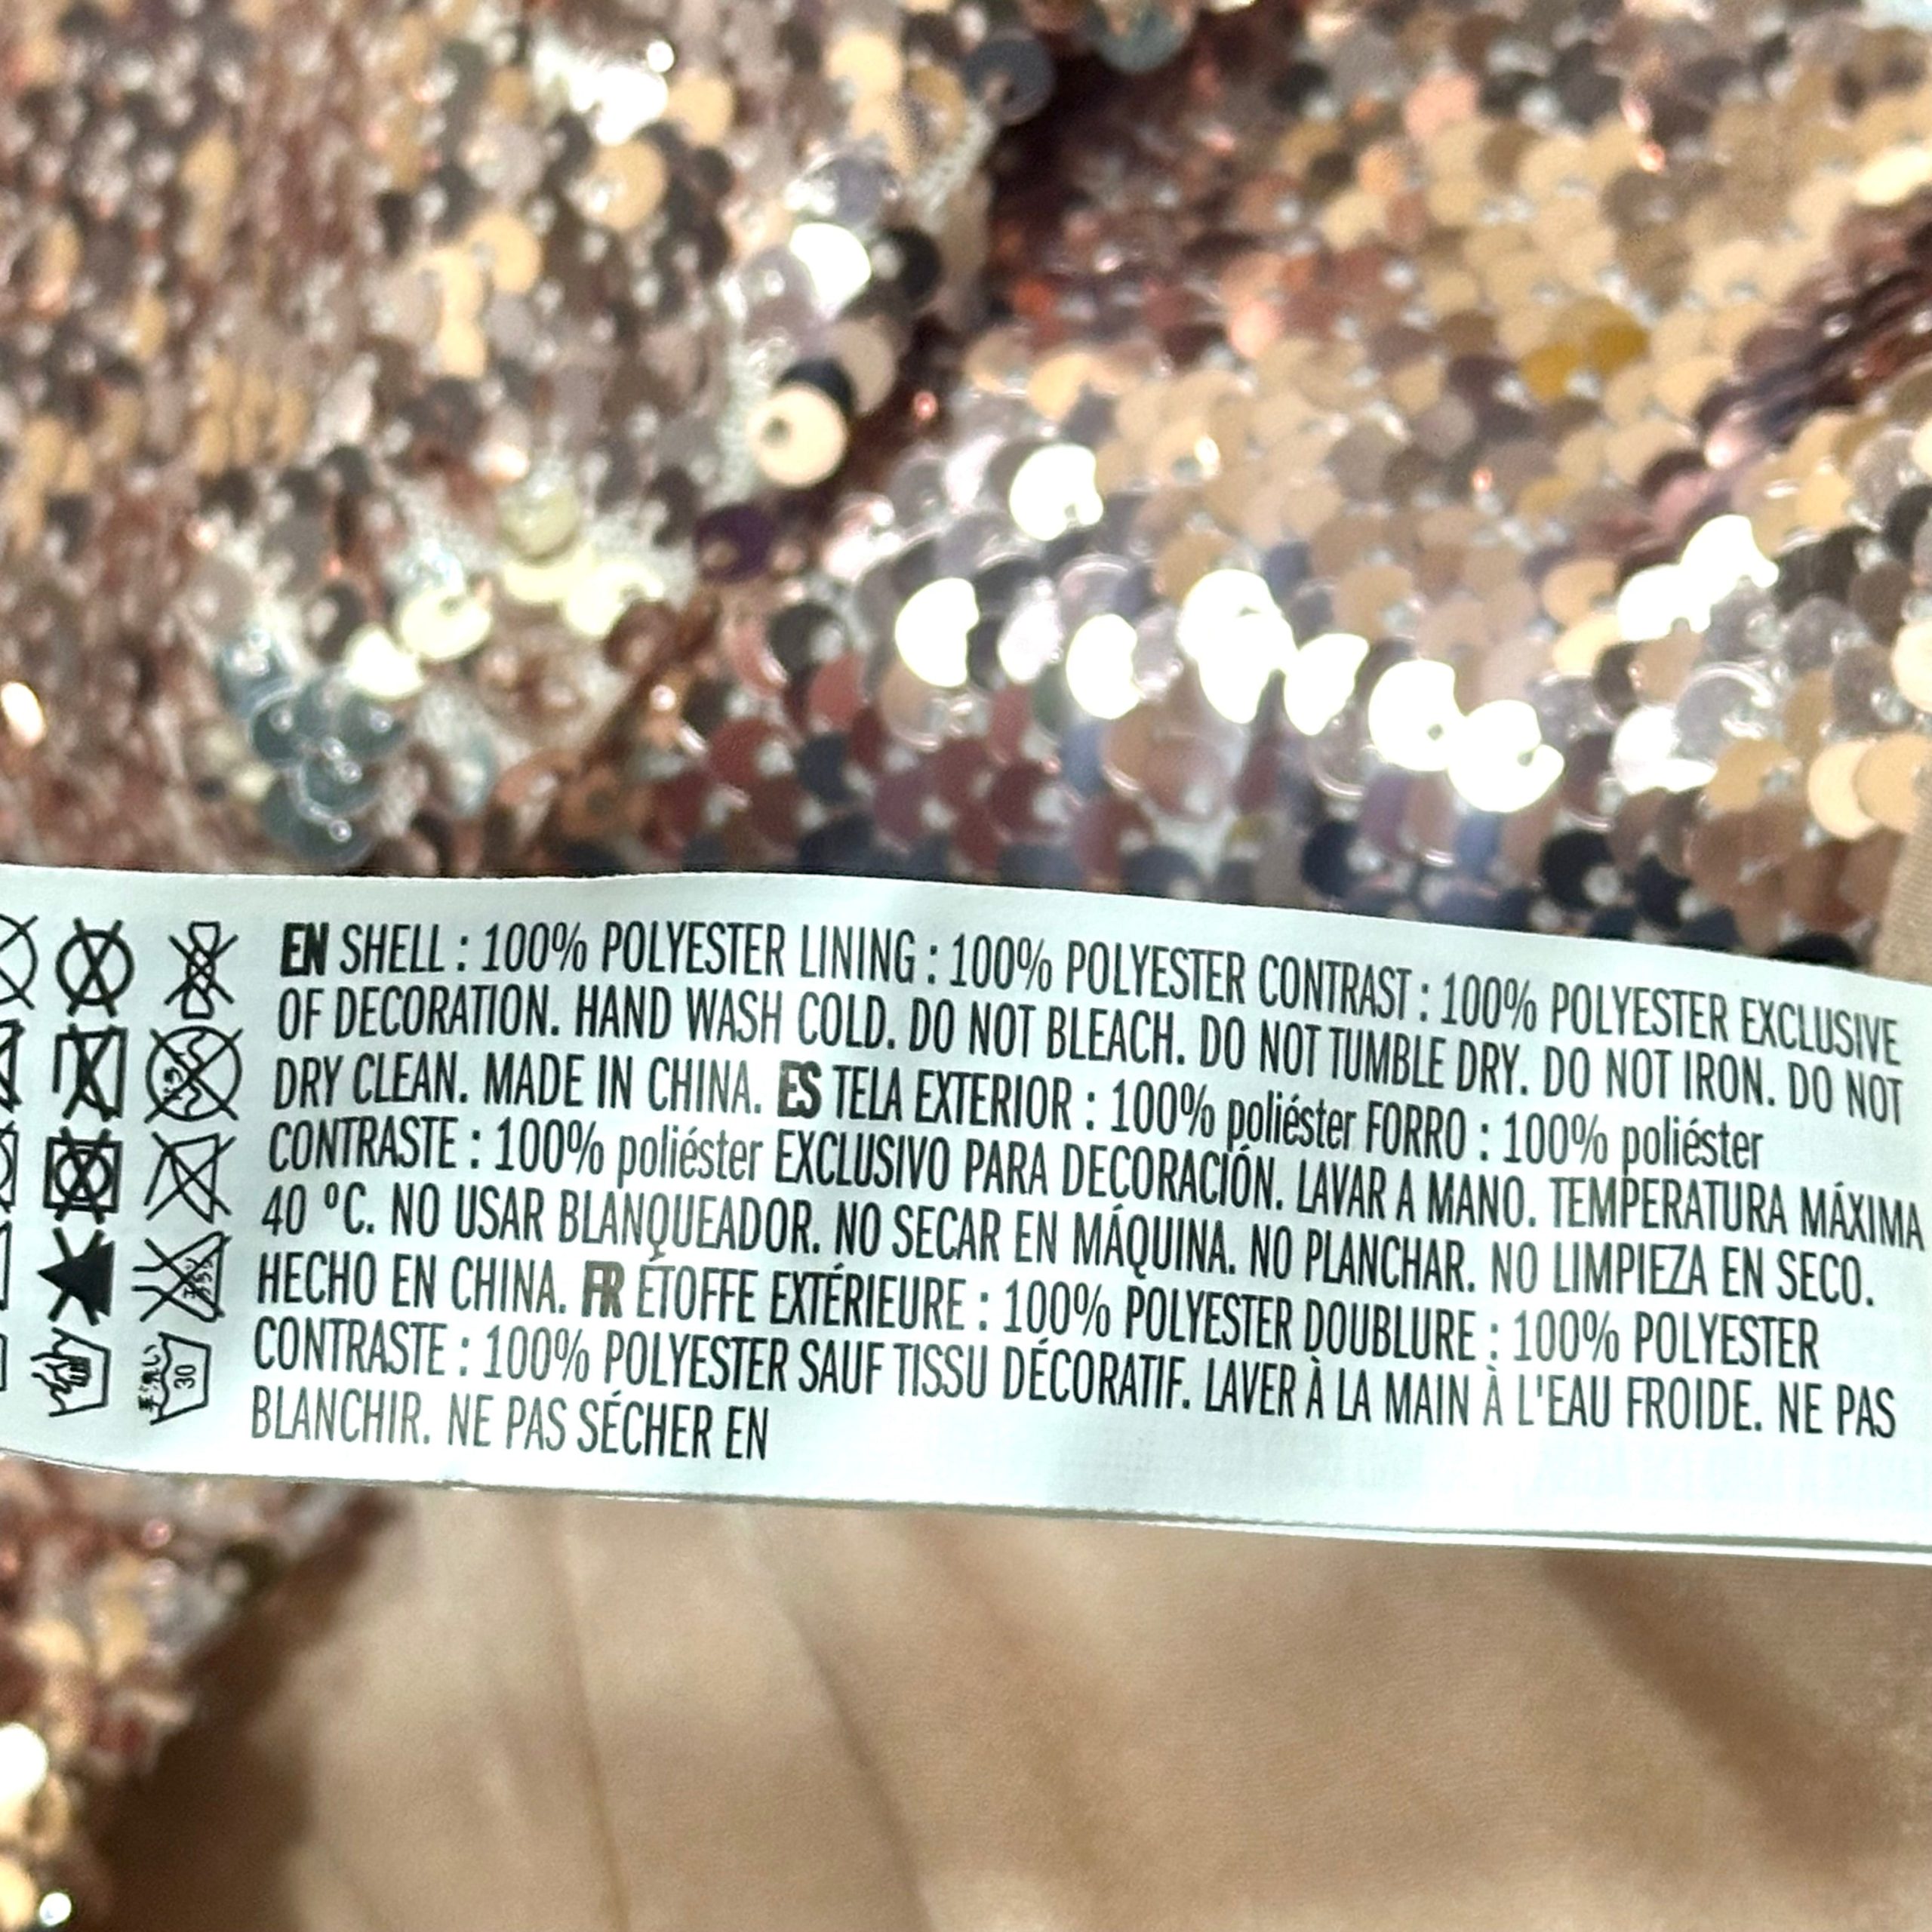 EN SHELL : 100% POLYESTER LINING : 100% POLYESTER CONTRAST : 100% POLYESTER EXCLUSIVE
OF DECORATION. HAND WASH COLD. DO NOT BLEACH. DO NOT TUMBLE DRY. DO NOT IRON. DO NOT
DRY CLEAN. MADE IN CHINA. ES TELA EXTERIOR : 100% poliéster FORRO : 100% poliéster
CONTRASTE : 100% poliéster EXCLUSIVO PARA DECORACIÓN. LAVAR A MANO. TEMPERATURA MÁXIMA
40 °C. NO USAR BLANQUEADOR. NO SECAR EN MÁQUINA. NO PLANCHAR. NO LIMPIEZA EN SECO.
HECHO EN CHINA. FR ÉTOFFE EXTÉRIEURE : 100% POLYESTER DOUBLURE : 100% POLYESTER
CONTRASTE : 100% POLYESTER SAUF TISSU DÉCORATIF. LAVER À LA MAIN À L'EAU FROIDE. NE PAS
BLANCHIR. NE PAS SÉCHER EN
30